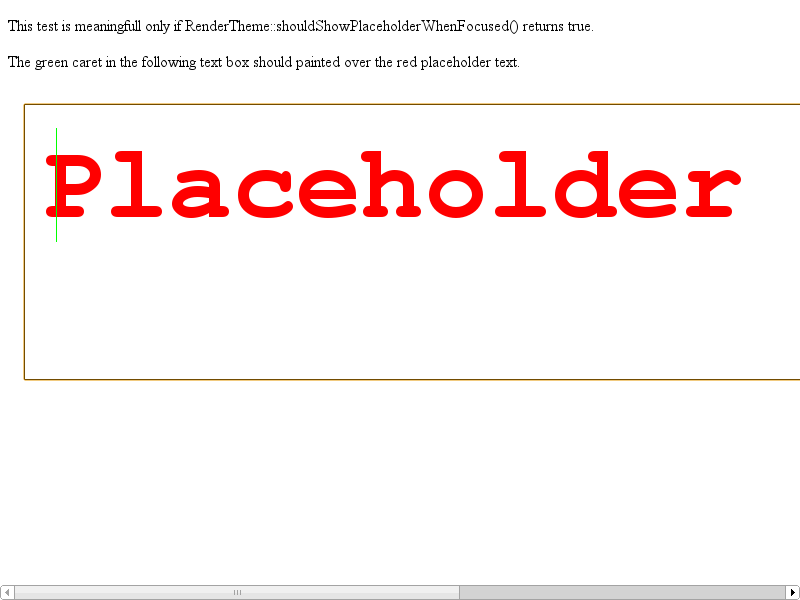 This test is meaningfull only if RenderTheme::shouldShowPlaceholderWhenFocused() returns true.
The green caret in the following text box should painted over the red placeholder text.
Placeholder